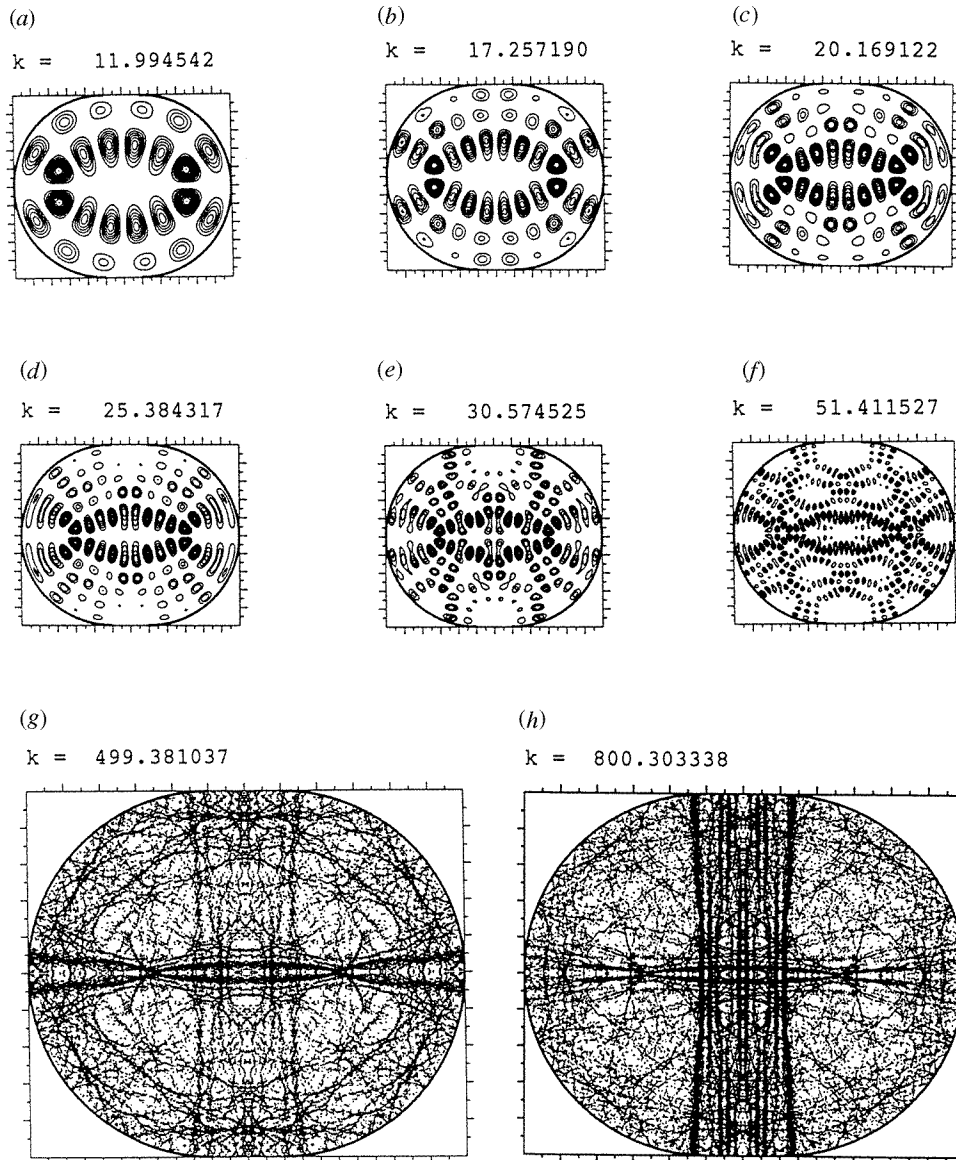 (a)
k = 11.994542
(b)
k = 17.257190
(c)
k = 20.169122
(d)
k = 25.384317
(e)
k = 30.574525
(f)
k = 51.411527
(g)
k = 499.381037
(h)
k = 800.303338